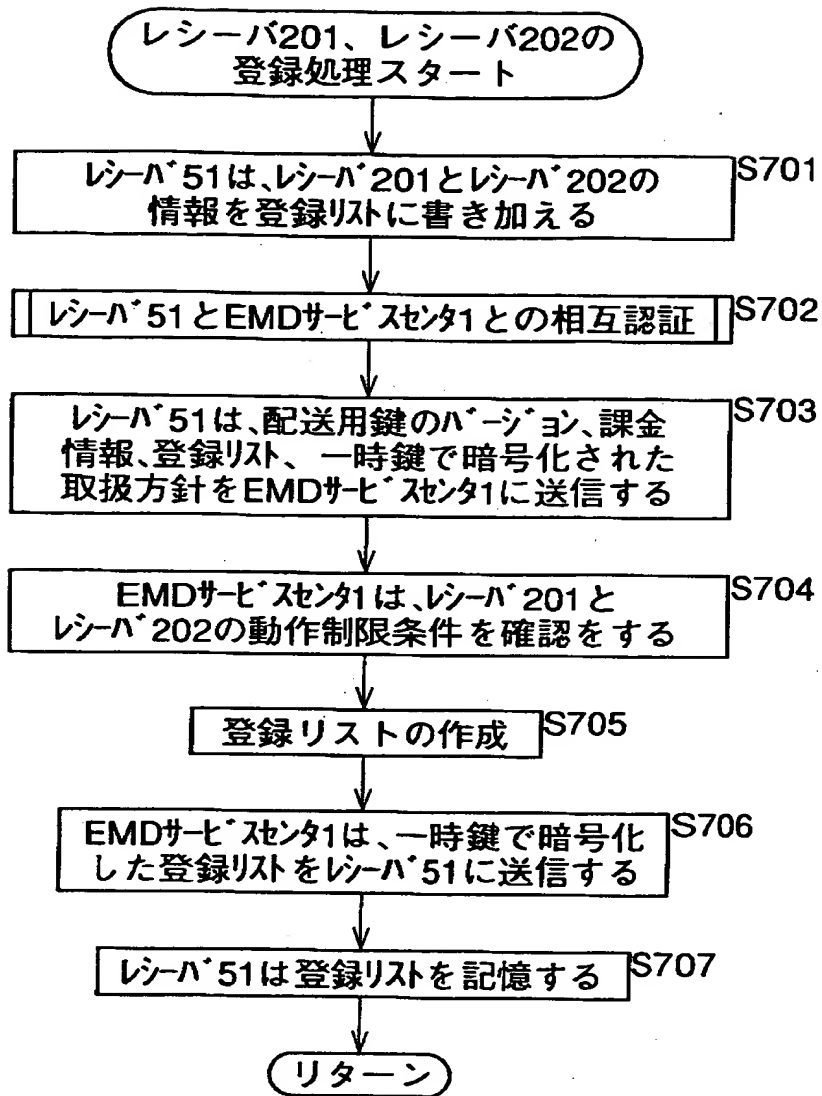 レシーバ201、レシーバ202の
登録処理スタート
ﾚｼｰﾊﾞ51は、ﾚｼｰﾊﾞ201とﾚｼｰﾊﾞ202の
情報を登録ﾘｽﾄに書き加える
S701
ﾚｼｰﾊﾞ51とEMDｻｰﾋﾞｽｾﾝﾀ1との相互認証
S702
ﾚｼｰﾊﾞ51は、配送用鍵のﾊﾞｰｼﾞｮﾝ、課金
情報、登録ﾘｽﾄ、一時鍵で暗号化された
取扱方針をEMDｻｰﾋﾞｽｾﾝﾀ1に送信する
S703
EMDｻｰﾋﾞｽｾﾝﾀ1は、ﾚｼｰﾊﾞ201と
ﾚｼｰﾊﾞ202の動作制限条件を確認をする
S704
登録リストの作成
S705
EMDｻｰﾋﾞｽｾﾝﾀ1は、一時鍵で暗号化
した登録ﾘｽﾄをﾚｼｰﾊﾞ51に送信する
S706
ﾚｼｰﾊﾞ51は登録ﾘｽﾄを記憶する
S707
リターン